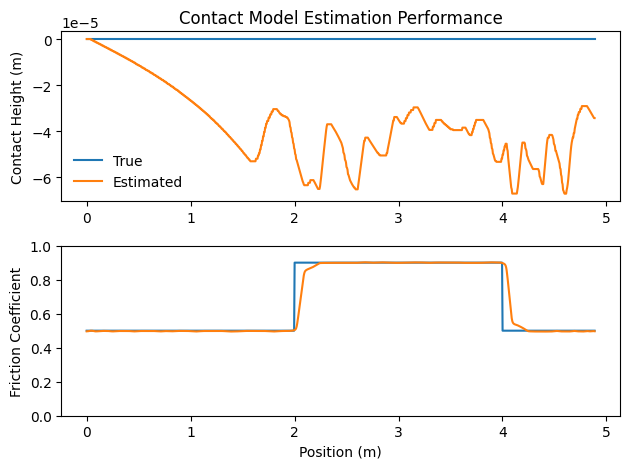 Contact Model Estimation Performance
1e−5
Contact Height (m)
0
−2
−4
−6
True
Estimated
0 1 2 3 4 5
Friction Coefficient
1.0
0.8
0.6
0.4
0.2
0.0
0 1 2 3 4 5
Position (m)